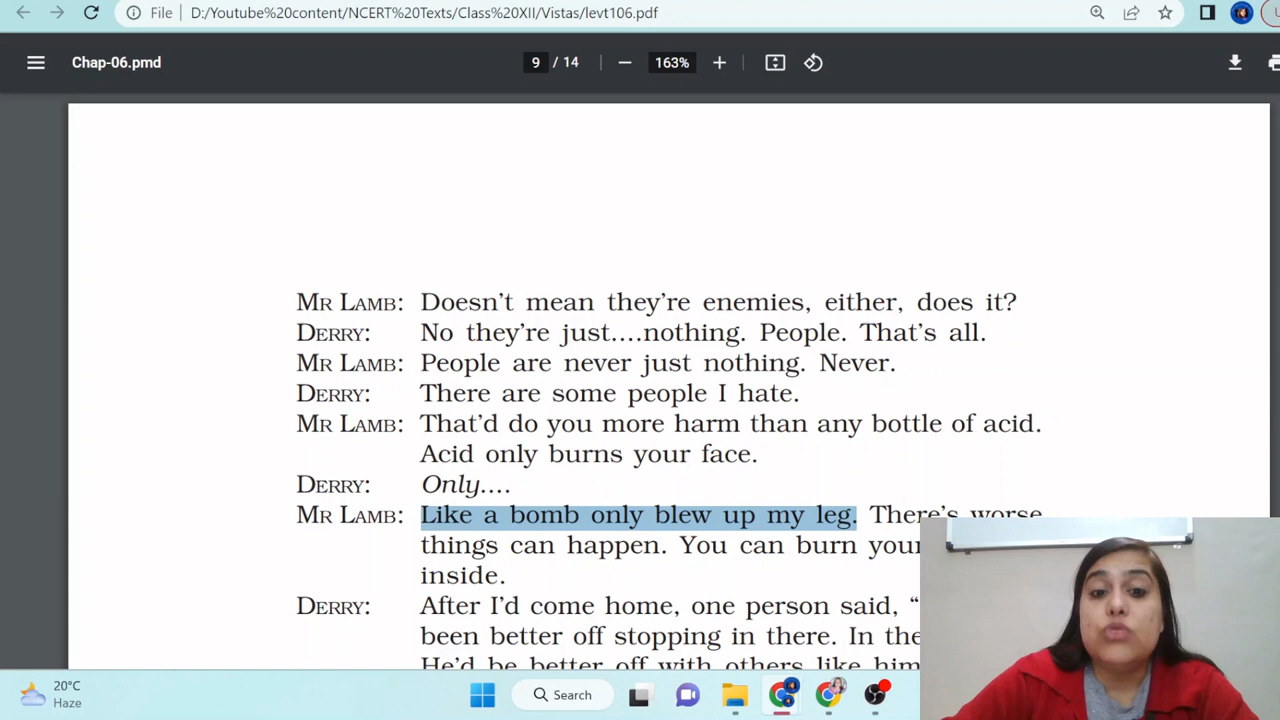 File D:/Youtube%20content/NCERT%20Texts/Class%20XII/Vistas/levt106.pdf
Chap-06.pmd 9 / 14 163%
MR LAMB: Doesn't mean they're enemies, either, does it?
DERRY: No they're just....nothing. People. That's all.
MR LAMB: People are never just nothing. Never.
DERRY: There are some people I hate.
MR LAMB: That'd do you more harm than any bottle of acid.
Acid only burns your face.
DERRY: Only....
MR LAMB: Like a bomb only blew up my leg. There's worse
things can happen. You can burn your
inside.
DERRY: After I'd come home, one person said, "
been better off stopping in there. In the
He'd be better off with others like him
20°C
Haze
Search